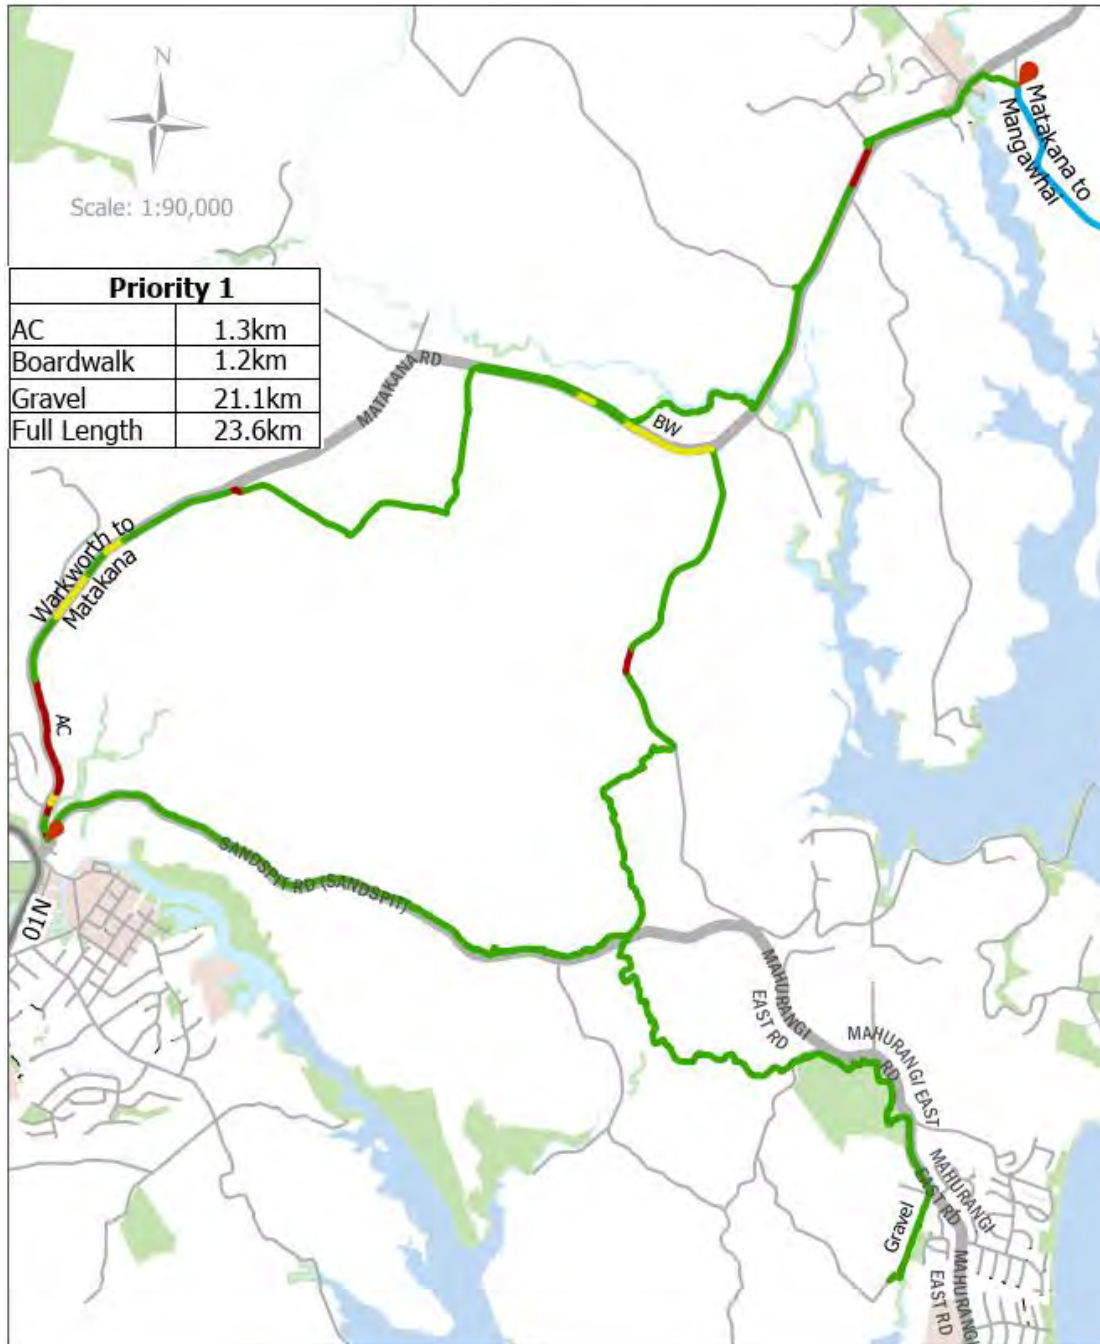 N
Scale: 1:90,000
Matakana to
Mangawhai
Priority 1
AC 1.3km
Boardwalk 1.2km
Gravel 21.1km
Full Length 23.6km
MATAKANA RD
BW
Warkworth to
Matakana
AC
SANDSPIT RD (SANDSPIT)
01N
MAHURANGI
EAST RD
MAHURANGI EAST
RD
MAHURANGI
EAST RD
Gravel
MAHURANGI
EAST RD